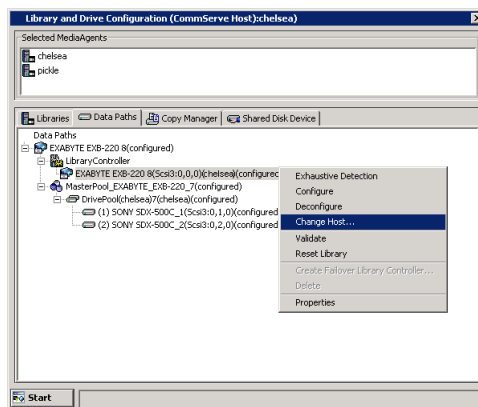 Library and Drive Configuration (CommServe Host):chelsea)
Selected MediaAgents
chelsea
pickle
Libraries Data Paths Copy Manager Shared Disk Device
Data Paths
EXABYTE EXB-220 8(configured)
LibraryController
EXABYTE EXB-220 8(Scsi3:0,0,0)(chelsea)(configured
MasterPool_EXABYTE_EXB-220_7(configured)
DrivePool(chelsea)7(chelsea)(configured)
(1) SONY SDX-500C_1(Scsi3:0,1,0)(configured
(2) SONY SDX-500C_2(Scsi3:0,2,0)(configured
Exhaustive Detection
Configure
Deconfigure
Change Host...
Validate
Reset Library
Create Failover Library Controller...
Delete
Properties
Start